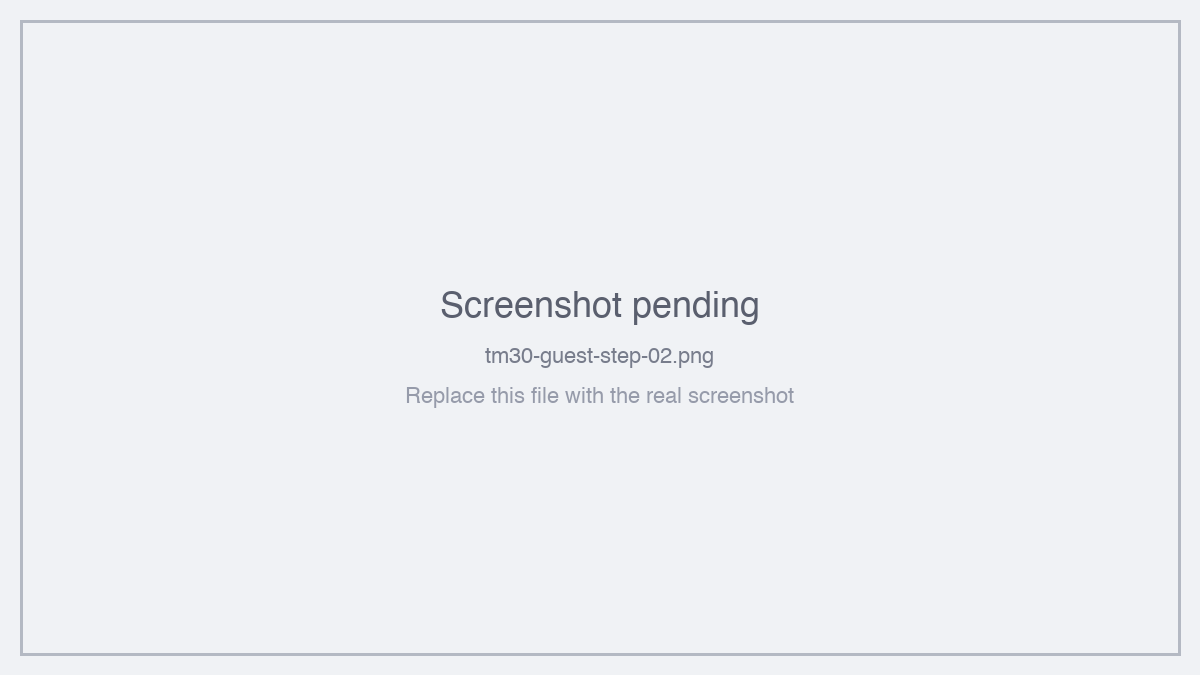 Screenshot pending
tm30-guest-step-02.png
Replace this file with the real screenshot